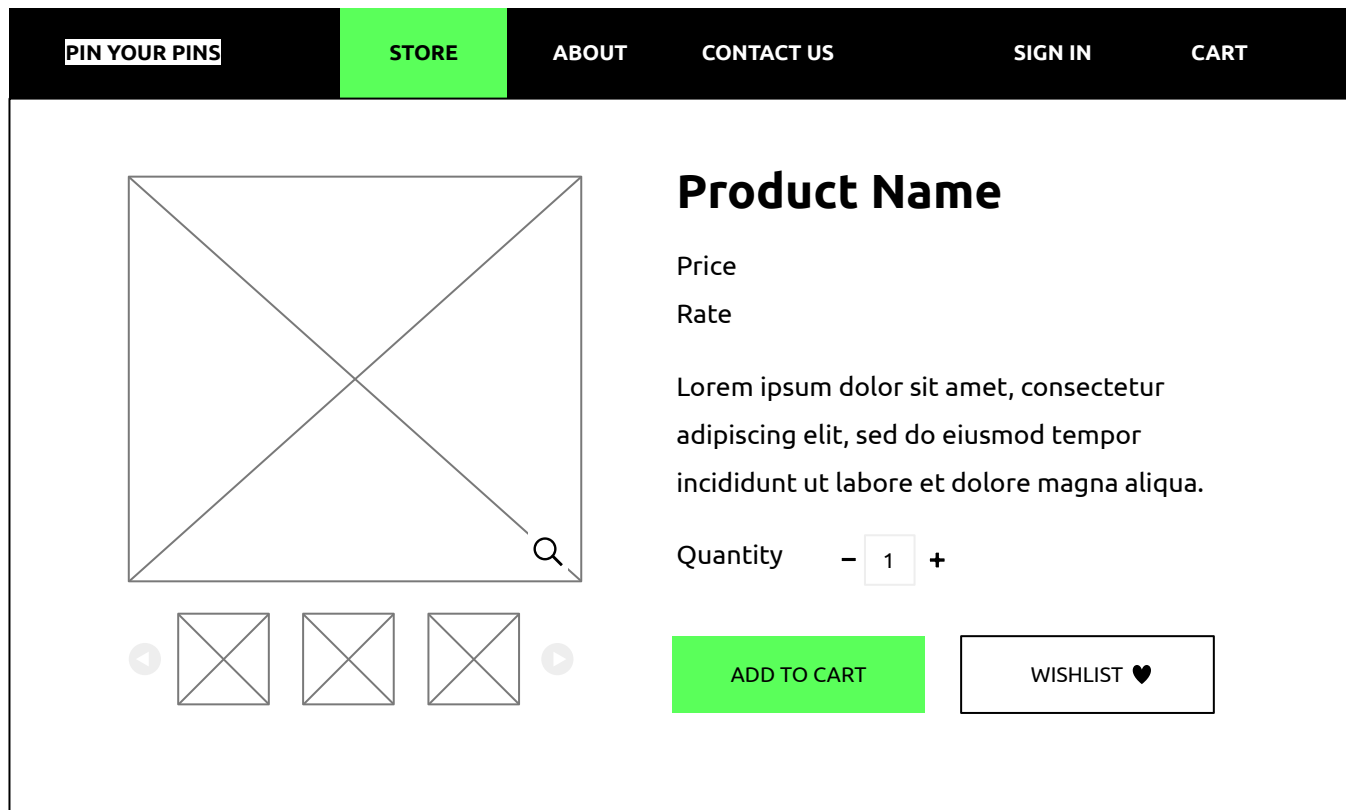 PIN YOUR PINS
STORE
ABOUT
CONTACT US
SIGN IN
CART
Product Name
Price
Rate
Lorem ipsum dolor sit amet, consectetur
adipiscing elit, sed do eiusmod tempor
incididunt ut labore et dolore magna aliqua.
Quantity − 1 +
ADD TO CART
WISHLIST ♥